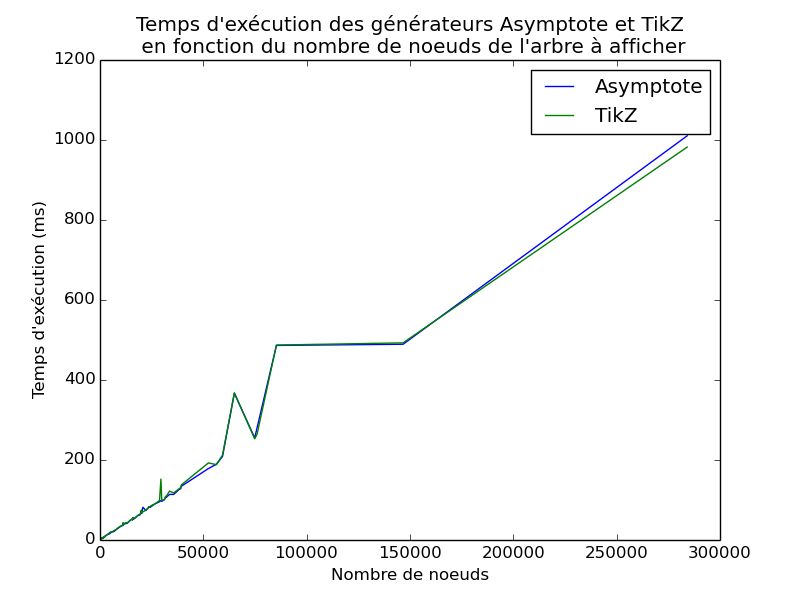 Temps d'exécution des générateurs Asymptote et TikZ
en fonction du nombre de noeuds de l'arbre à afficher
1200
1000
800
600
400
200
0
Temps d'exécution (ms)
Asymptote
TikZ
0 50000 100000 150000 200000 250000 300000
Nombre de noeuds